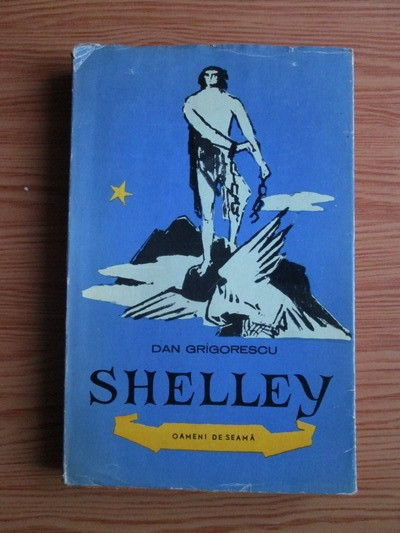 DAN GRIGORESCU
SHELLEY
OAMENI DE SEAMĂ